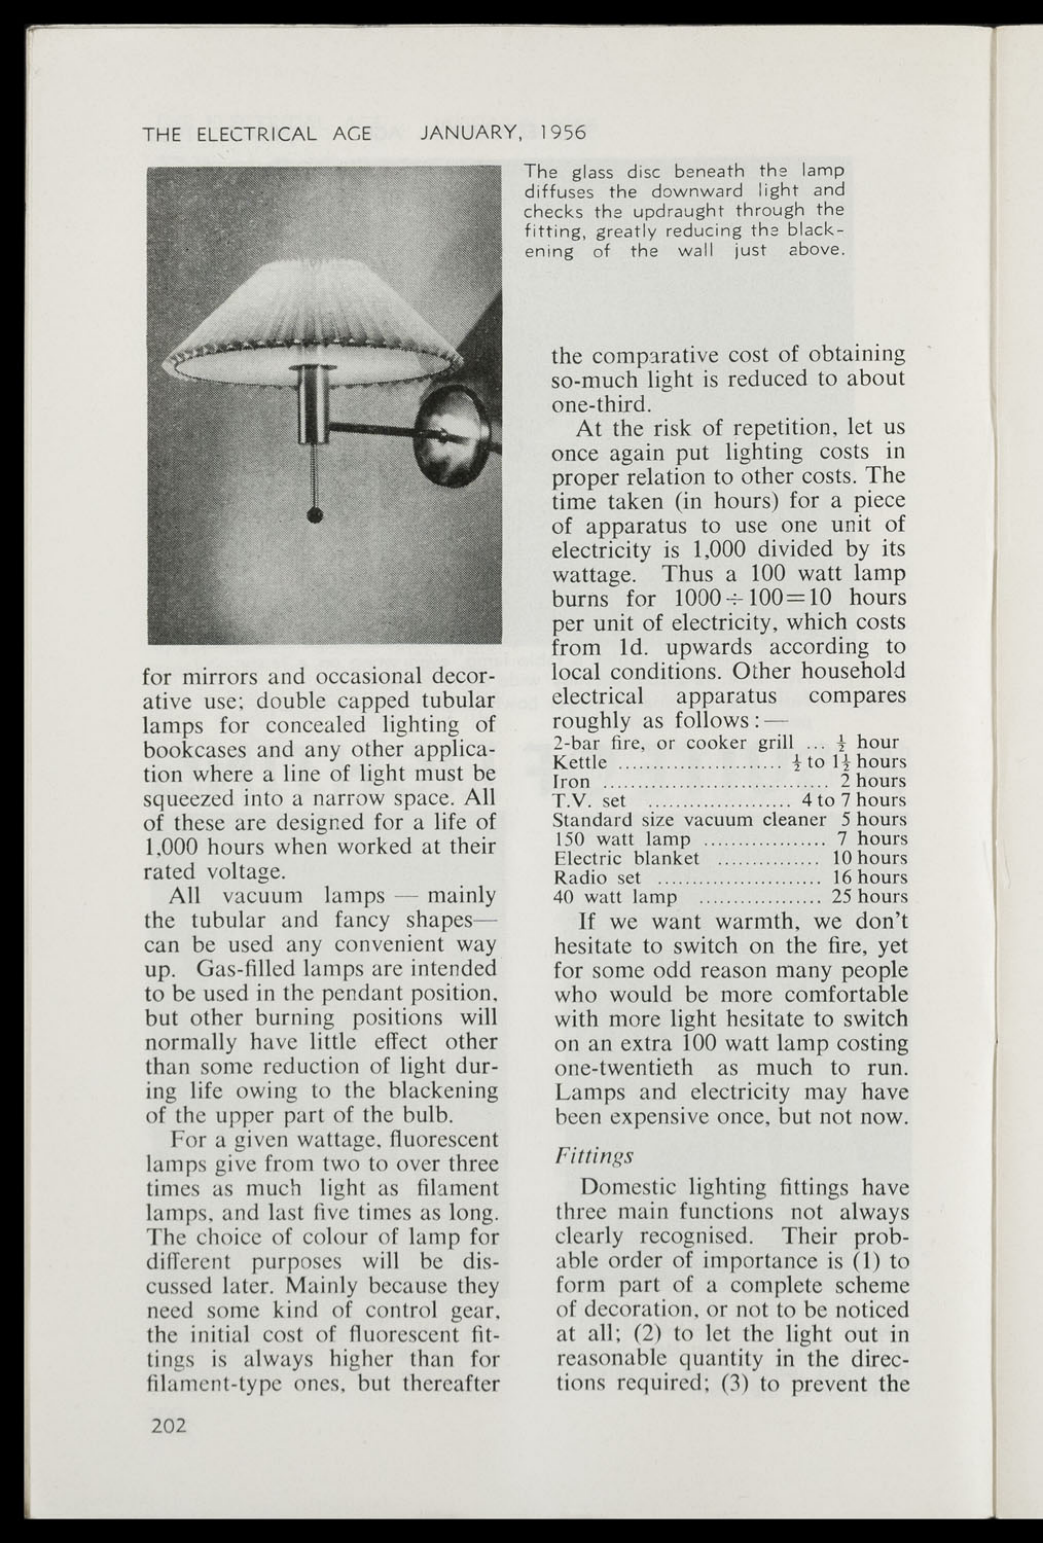 THE ELECTRICAL AGE JANUARY, 1956
The glass disc beneath the lamp
diffuses the downward light and
checks the updraught through the
fitting, greatly reducing the black-
ening of the wall just above.
for mirrors and occasional decor-
ative use; double capped tubular
lamps for concealed lighting of
bookcases and any other applica-
tion where a line of light must be
squeezed into a narrow space. All
of these are designed for a life of
1,000 hours when worked at their
rated voltage.
All vacuum lamps — mainly
the tubular and fancy shapes—
can be used any convenient way
up. Gas-filled lamps are intended
to be used in the pendant position,
but other burning positions will
normally have little effect other
than some reduction of light dur-
ing life owing to the blackening
of the upper part of the bulb.
For a given wattage, fluorescent
lamps give from two to over three
times as much light as filament
lamps, and last five times as long.
The choice of colour of lamp for
different purposes will be dis-
cussed later. Mainly because they
need some kind of control gear,
the initial cost of fluorescent fit-
tings is always higher than for
filament-type ones, but thereafter
the comparative cost of obtaining
so-much light is reduced to about
one-third.
At the risk of repetition, let us
once again put lighting costs in
proper relation to other costs. The
time taken (in hours) for a piece
of apparatus to use one unit of
electricity is 1,000 divided by its
wattage. Thus a 100 watt lamp
burns for 1000÷100=10 hours
per unit of electricity, which costs
from 1d. upwards according to
local conditions. Other household
electrical apparatus compares
roughly as follows:—
2-bar fire, or cooker grill ... ½ hour
Kettle ........................ ½ to 1½ hours
Iron ................................. 2 hours
T.V. set ..................... 4 to 7 hours
Standard size vacuum cleaner 5 hours
150 watt lamp .................. 7 hours
Electric blanket ............... 10 hours
Radio set ........................ 16 hours
40 watt lamp .................. 25 hours
If we want warmth, we don't
hesitate to switch on the fire, yet
for some odd reason many people
who would be more comfortable
with more light hesitate to switch
on an extra 100 watt lamp costing
one-twentieth as much to run.
Lamps and electricity may have
been expensive once, but not now.
Fittings
Domestic lighting fittings have
three main functions not always
clearly recognised. Their prob-
able order of importance is (1) to
form part of a complete scheme
of decoration, or not to be noticed
at all; (2) to let the light out in
reasonable quantity in the direc-
tions required; (3) to prevent the
202